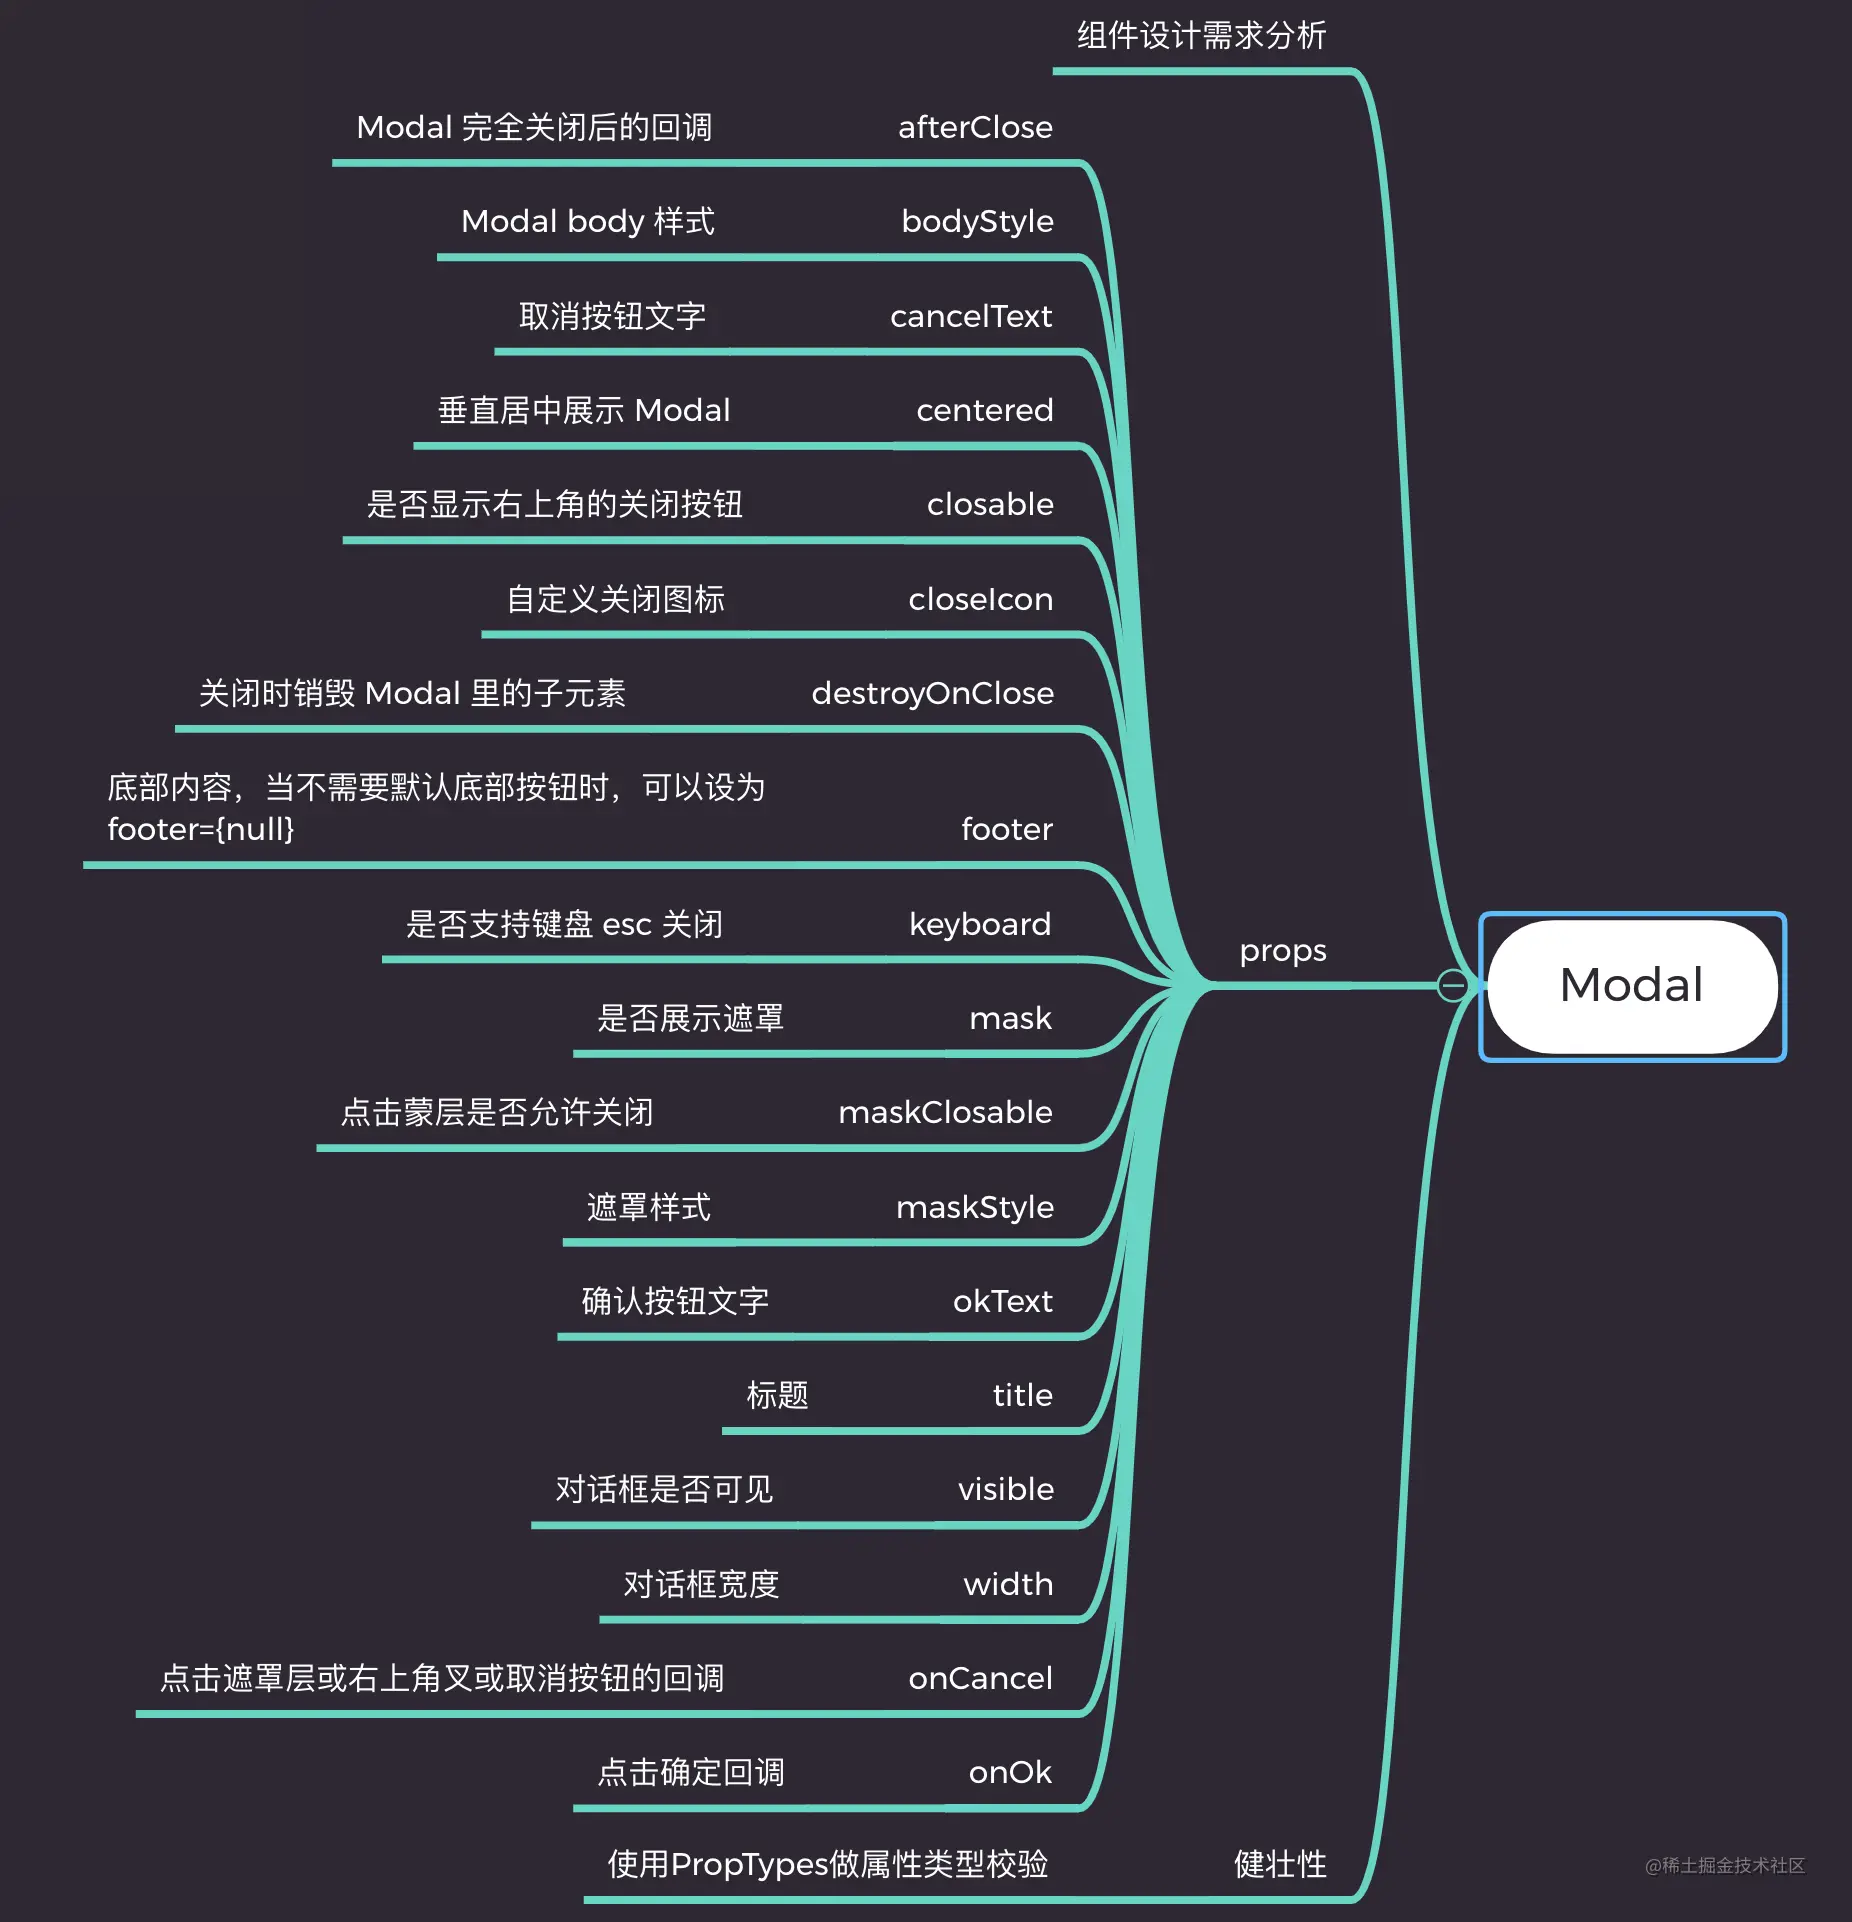 组件设计需求分析
Modal 完全关闭后的回调
afterClose
Modal body 样式
bodyStyle
取消按钮文字
cancelText
垂直居中展示 Modal
centered
是否显示右上角的关闭按钮
closable
自定义关闭图标
closeIcon
关闭时销毁 Modal 里的子元素
destroyOnClose
底部内容，当不需要默认底部按钮时，可以设为
footer={null}
footer
是否支持键盘 esc 关闭
keyboard
props
Modal
是否展示遮罩
mask
点击蒙层是否允许关闭
maskClosable
遮罩样式
maskStyle
确认按钮文字
okText
标题
title
对话框是否可见
visible
对话框宽度
width
点击遮罩层或右上角叉或取消按钮的回调
onCancel
点击确定回调
onOk
使用PropTypes做属性类型校验
健壮性
@稀土掘金技术社区